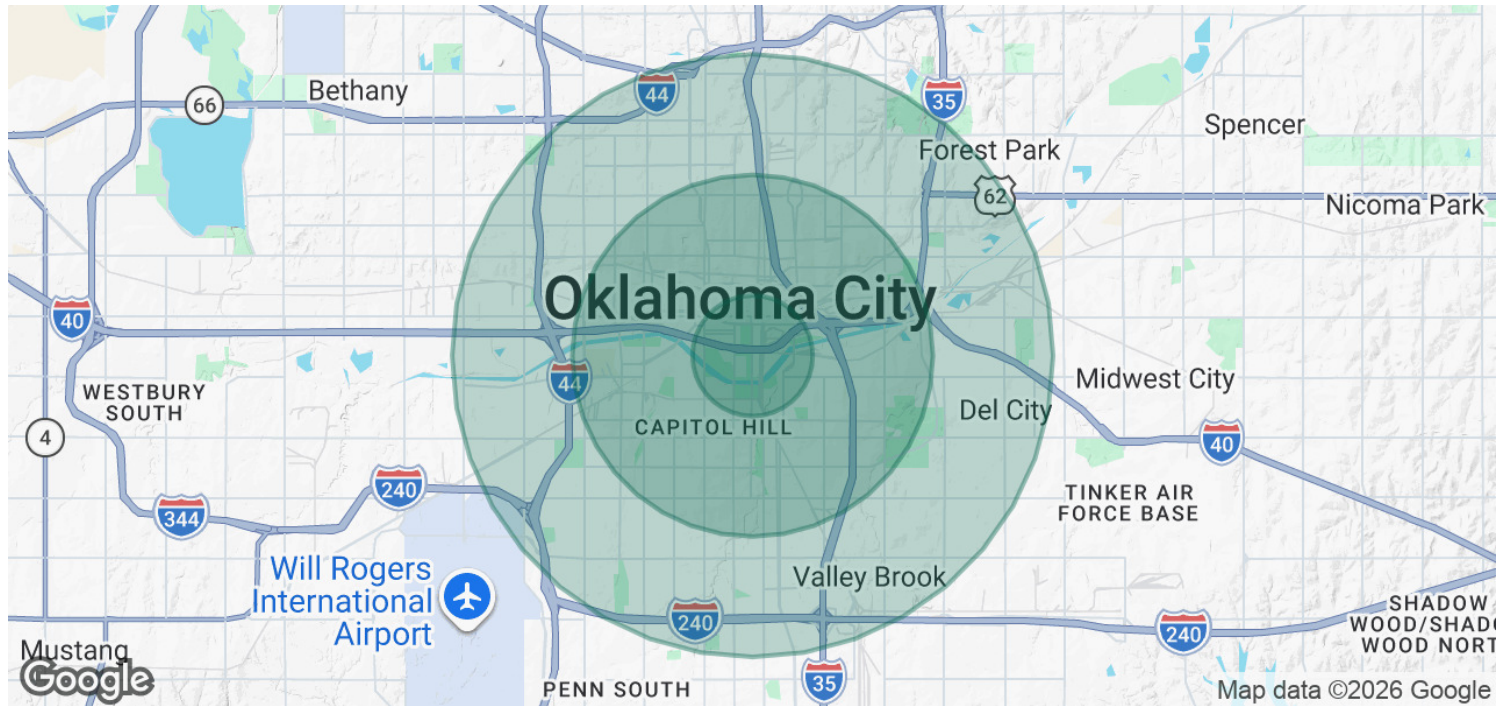 Bethany
66
44
35
Spencer
Forest Park
62
Nicoma Park
Oklahoma City
40
44
WESTBURY
SOUTH
Midwest City
Del City
CAPITOL HILL
4
40
240
344
TINKER AIR
FORCE BASE
Will Rogers
International
Airport
Valley Brook
240
240
SHADOW
WOOD/SHADO
WOOD NORT
Mustang
Google
PENN SOUTH
35
Map data ©2026 Google